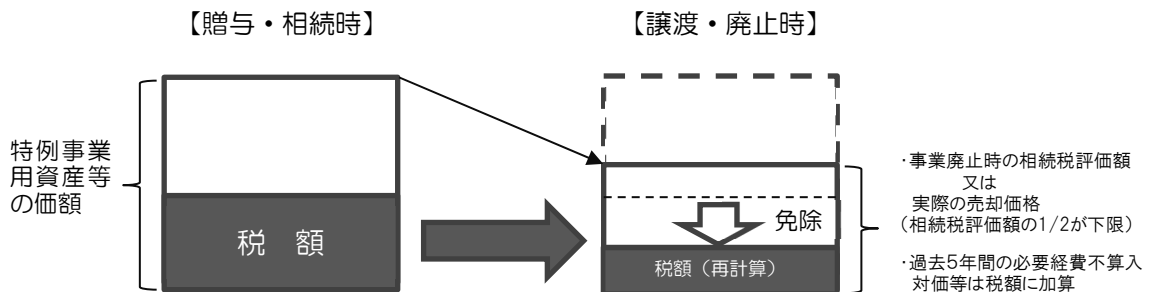 【贈与・相続時】
【譲渡・廃止時】
特例事業
用資産等
の価額
税　額
免除
税額（再計算）
・事業廃止時の相続税評価額
又は
実際の売却価格
（相続税評価額の1/2が下限）
・過去5年間の必要経費不算入
対価等は税額に加算